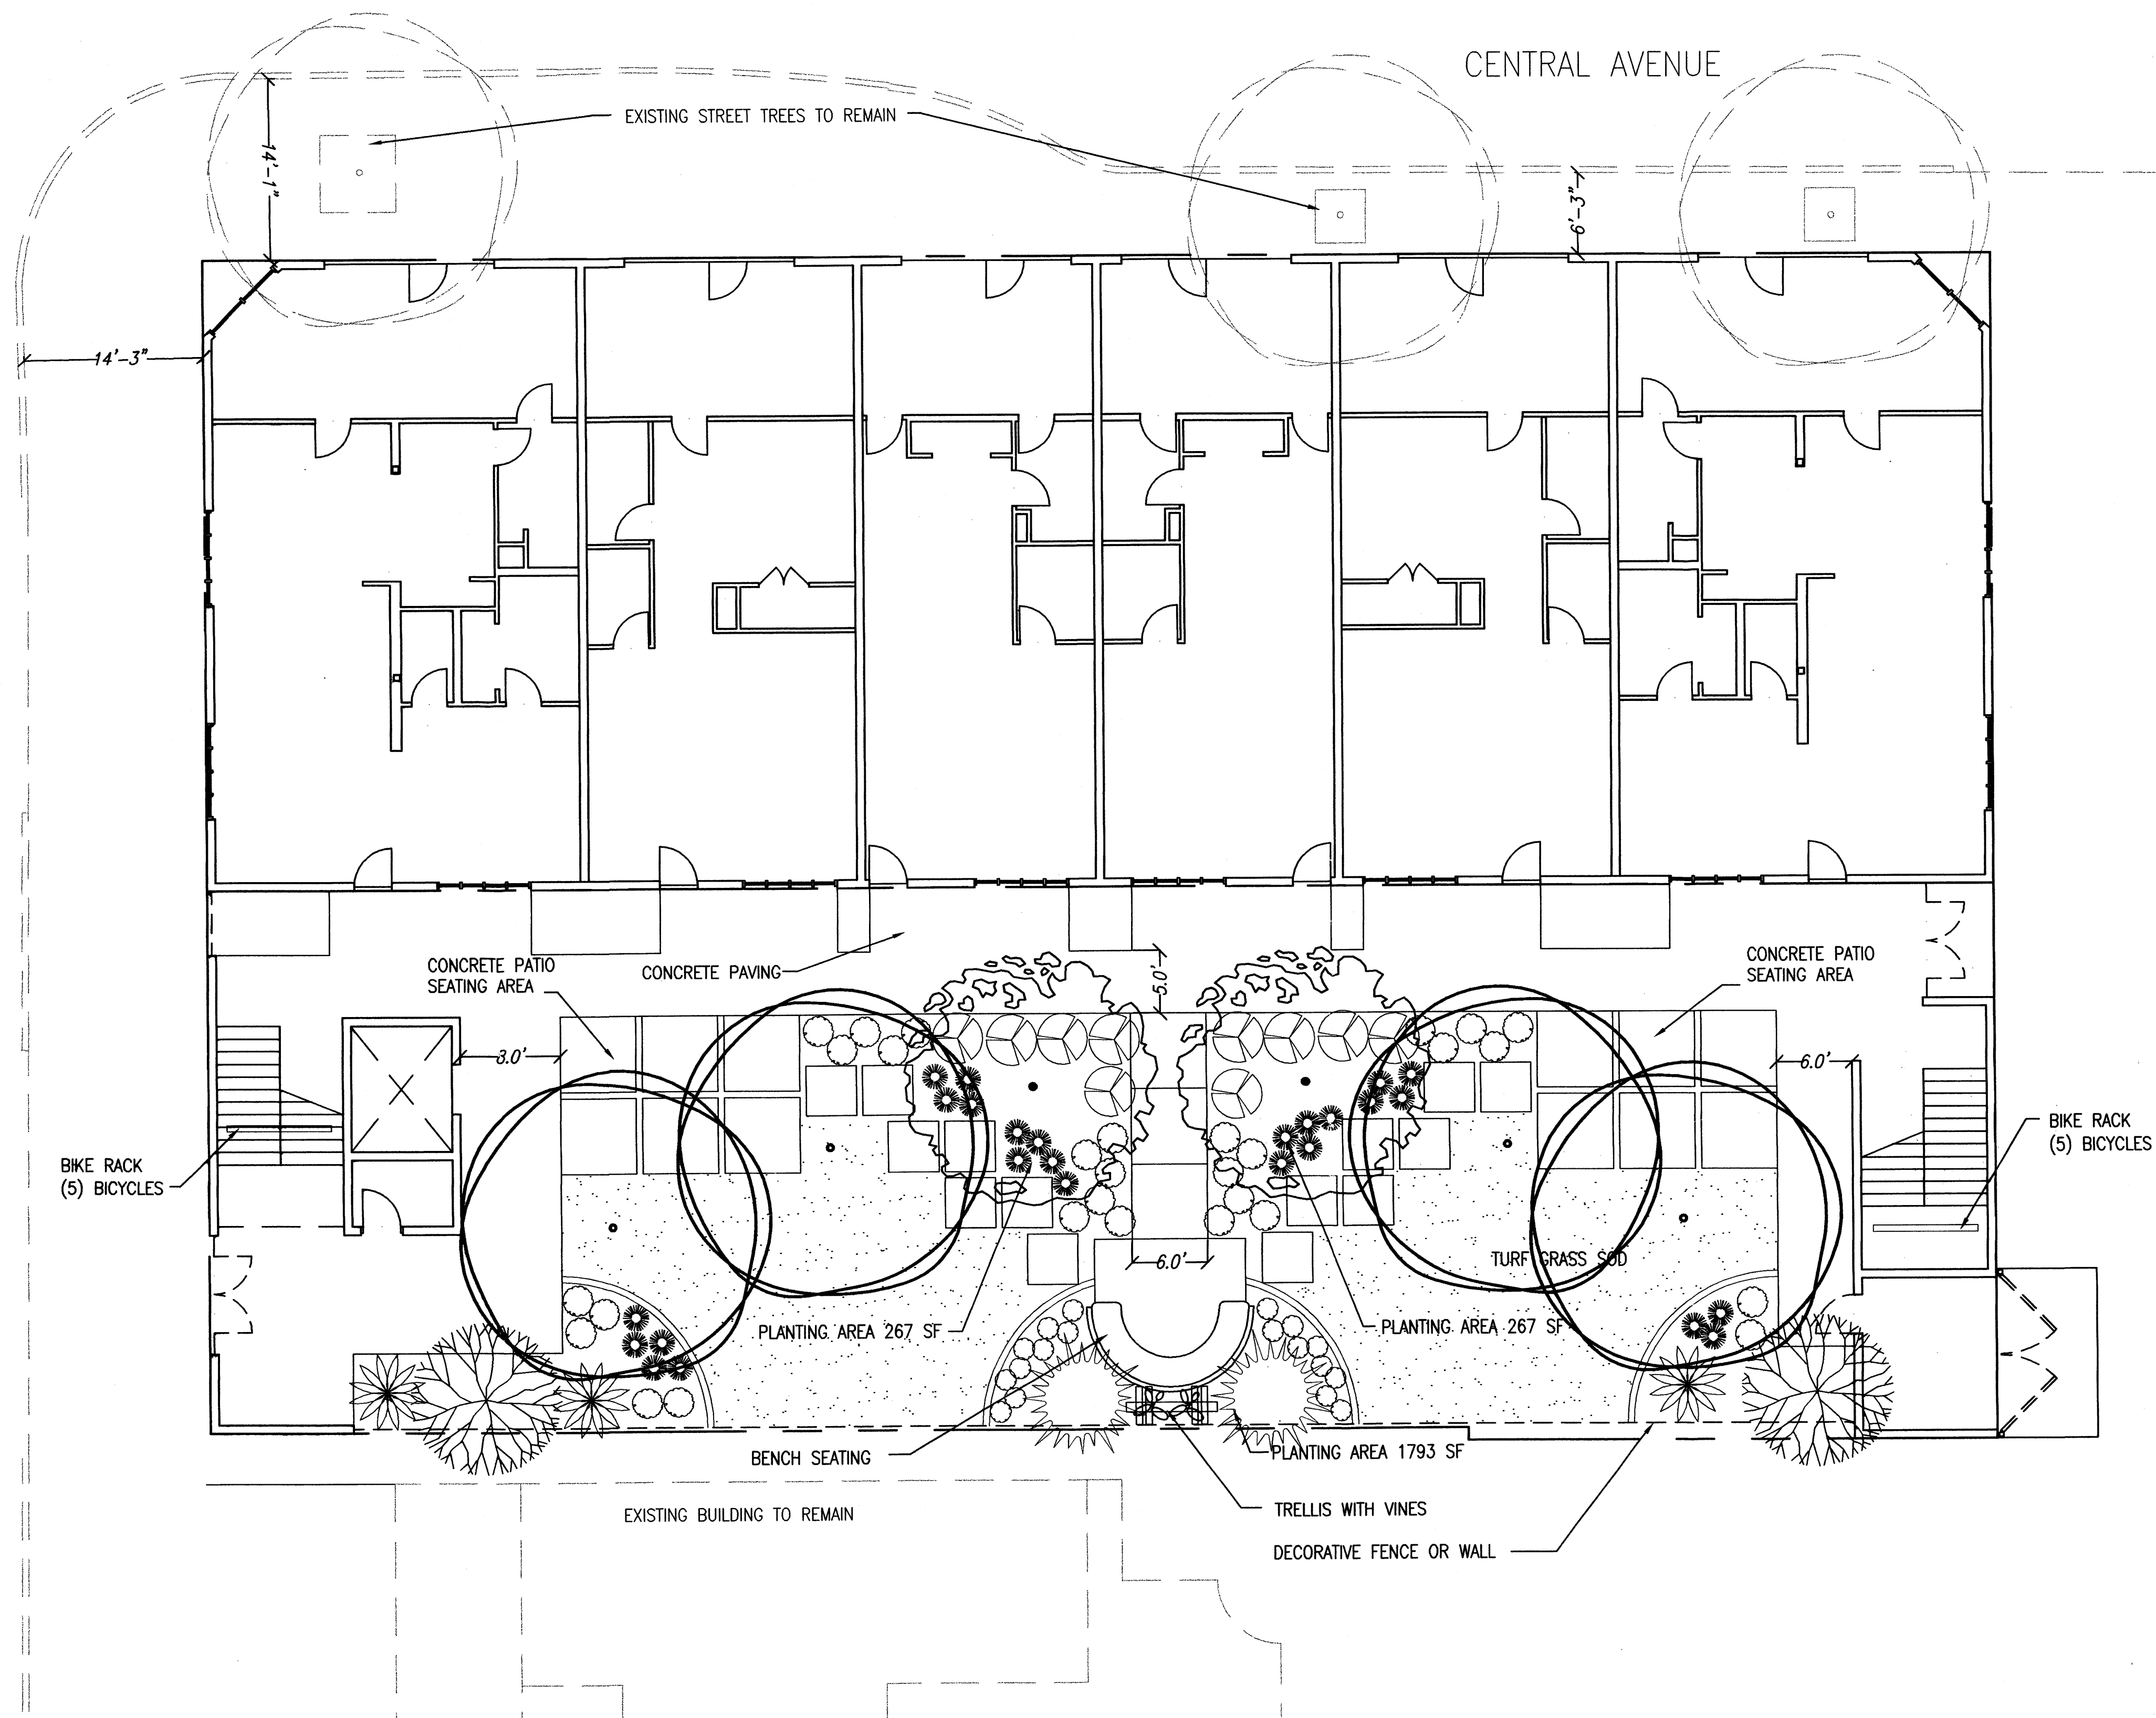 CENTRAL AVENUE
EXISTING STREET TREES TO REMAIN
14'-1"
6'-3"
14'-3"
CONCRETE PATIO
SEATING AREA
CONCRETE PAVING
5.0'
CONCRETE PATIO
SEATING AREA
8.0'
6.0'
BIKE RACK
(5) BICYCLES
BIKE RACK
(5) BICYCLES
6.0'
TURF GRASS SOD
PLANTING AREA 267 SF
PLANTING AREA 267 SF
BENCH SEATING
PLANTING AREA 1793 SF
TRELLIS WITH VINES
EXISTING BUILDING TO REMAIN
DECORATIVE FENCE OR WALL